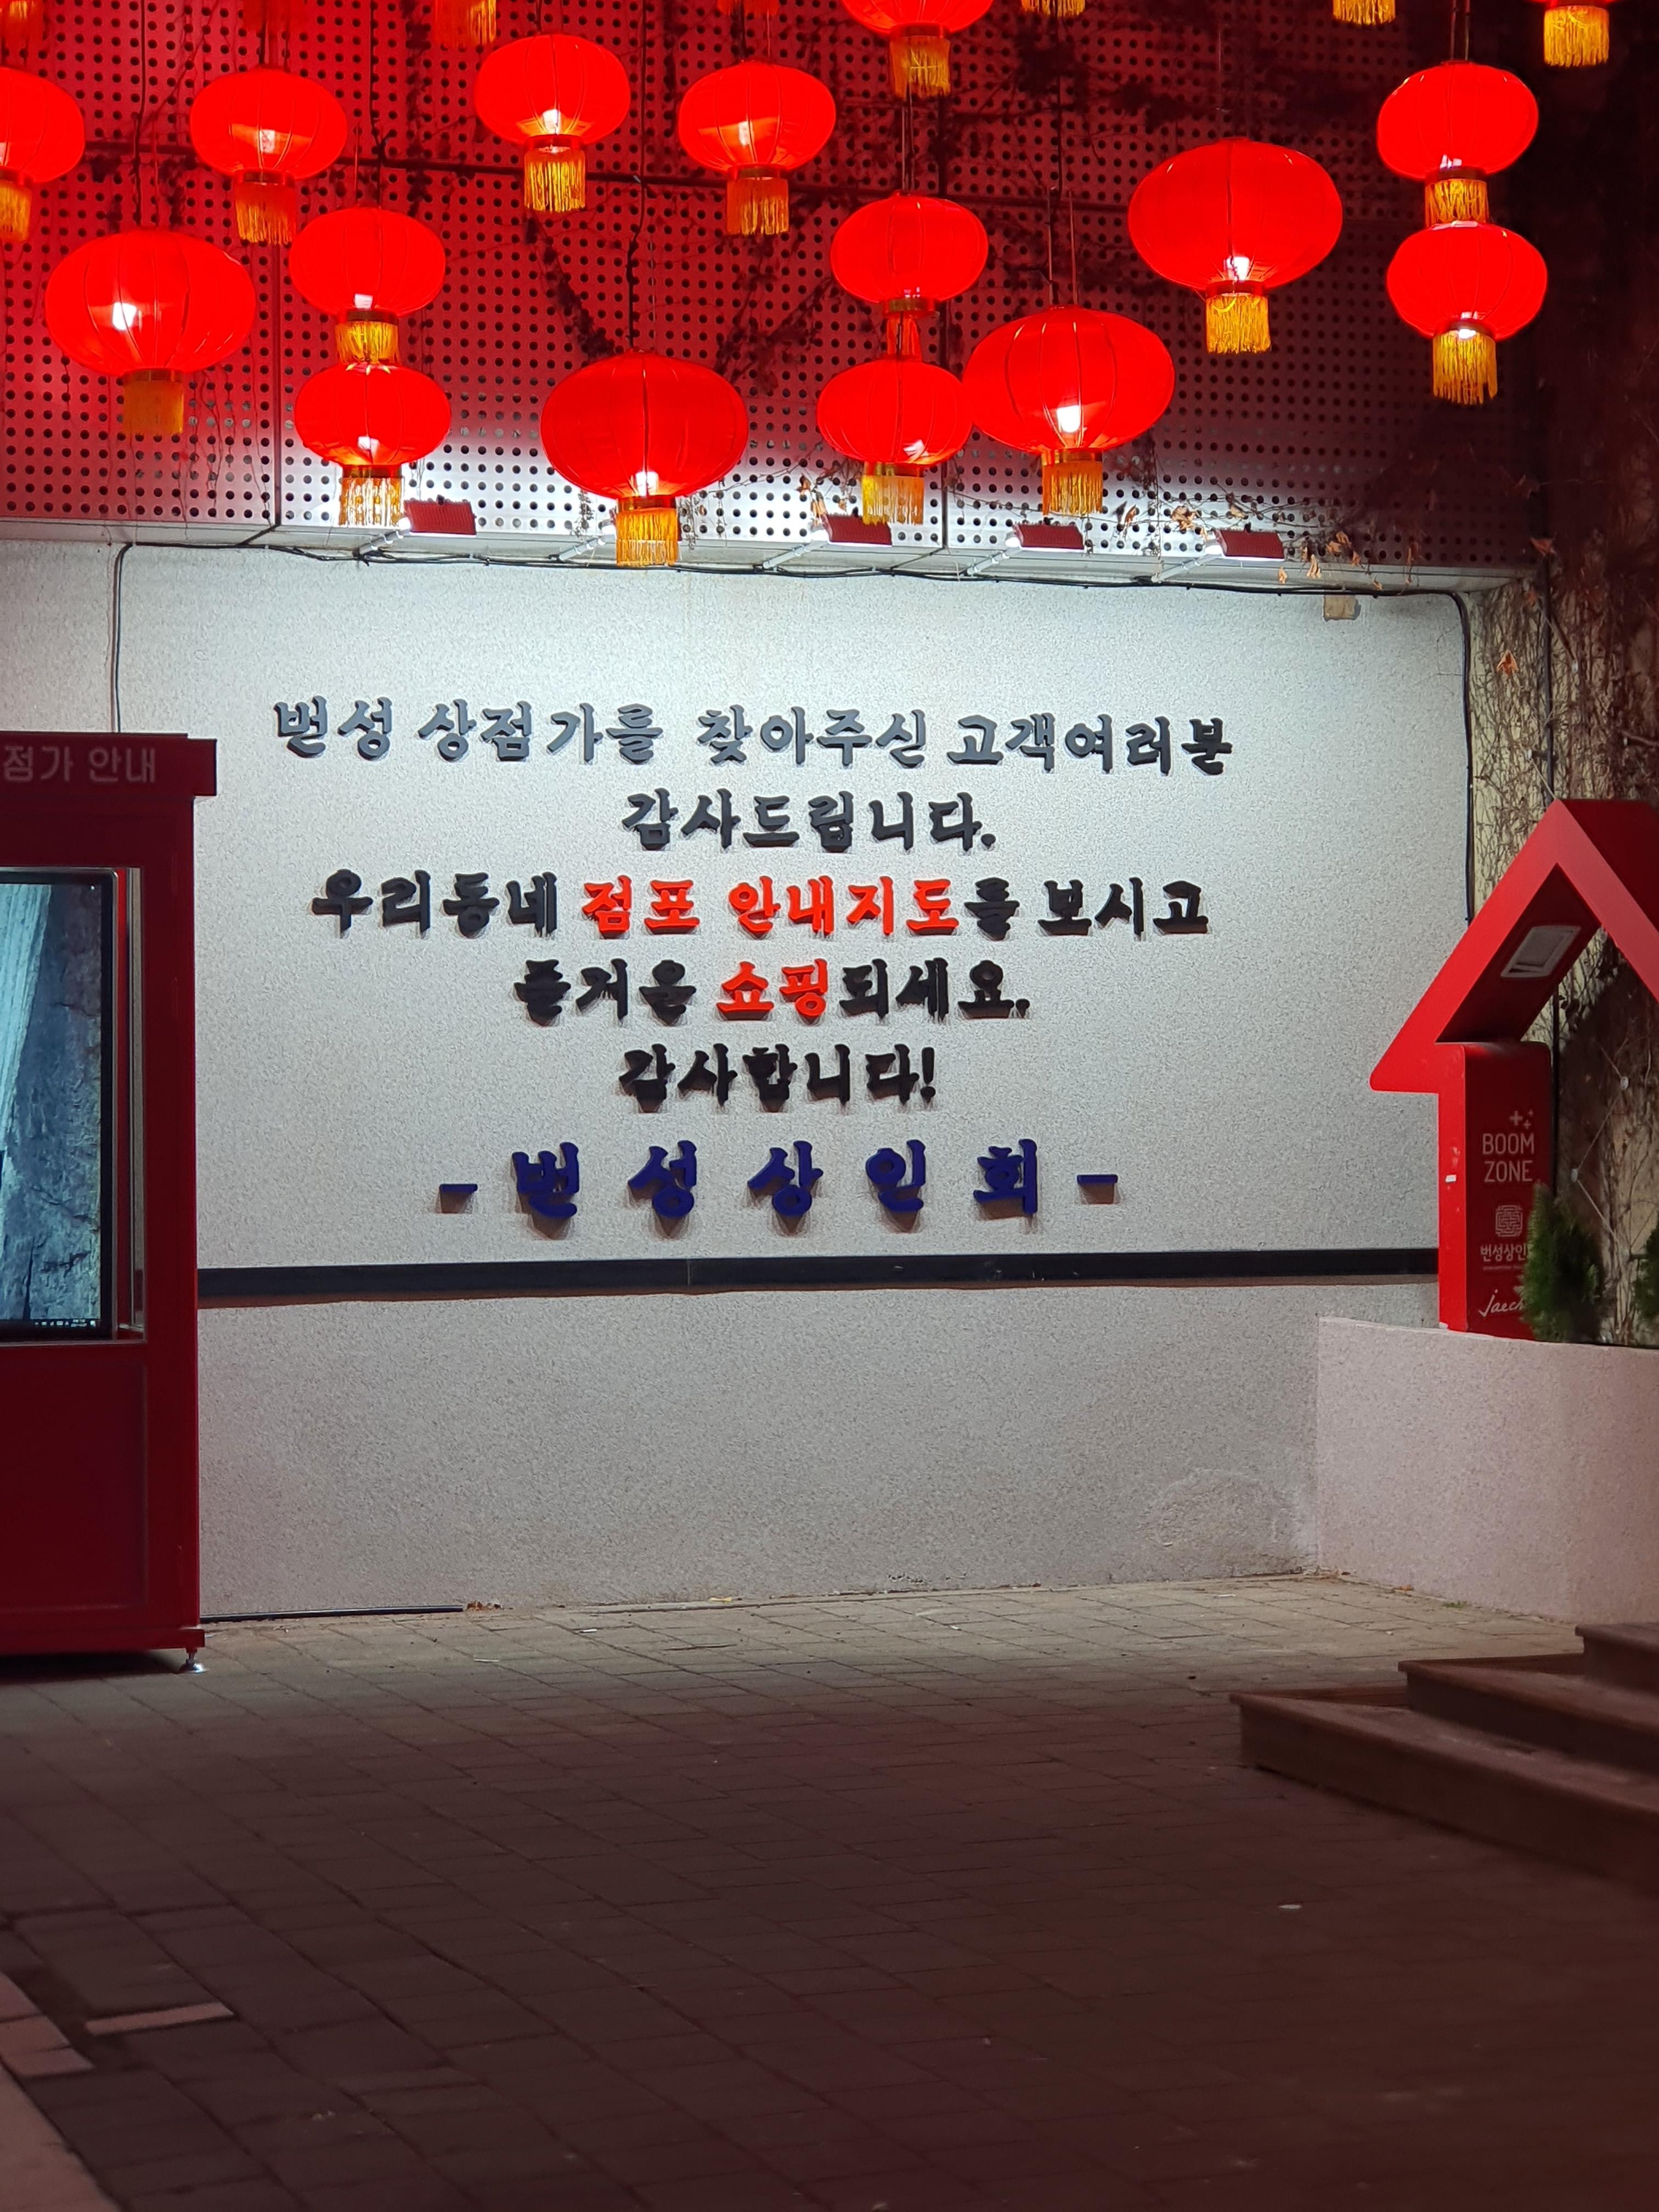 번성 상점가를 찾아주신 고객여러분
감사드립니다.
우리동네 점포 안내지도를 보시고
즐거운 쇼핑되세요.
감사합니다!
- 번성상인회 -
점가 안내
BOOM
ZONE
번성상인